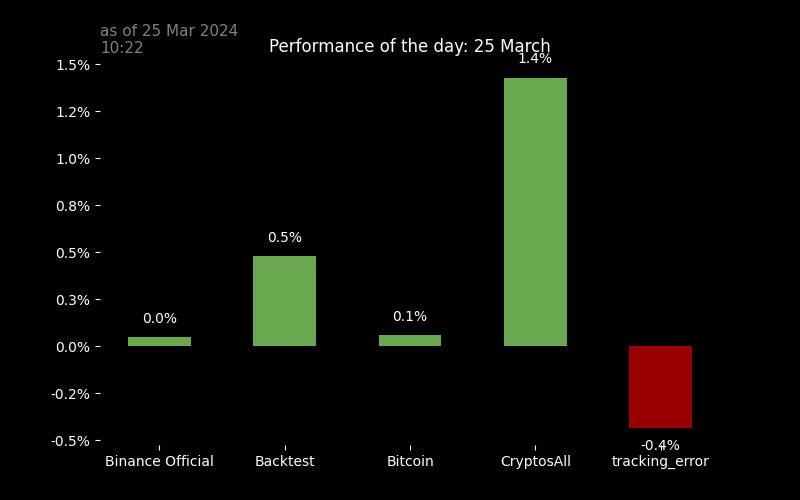 as of 25 Mar 2024
10:22
Performance of the day: 25 March
1.5%
1.2%
1.0%
0.8%
0.5%
0.3%
0.0%
-0.2%
-0.5%
0.0%
0.5%
0.1%
1.4%
-0.4%
Binance Official
Backtest
Bitcoin
CryptosAll
tracking_error